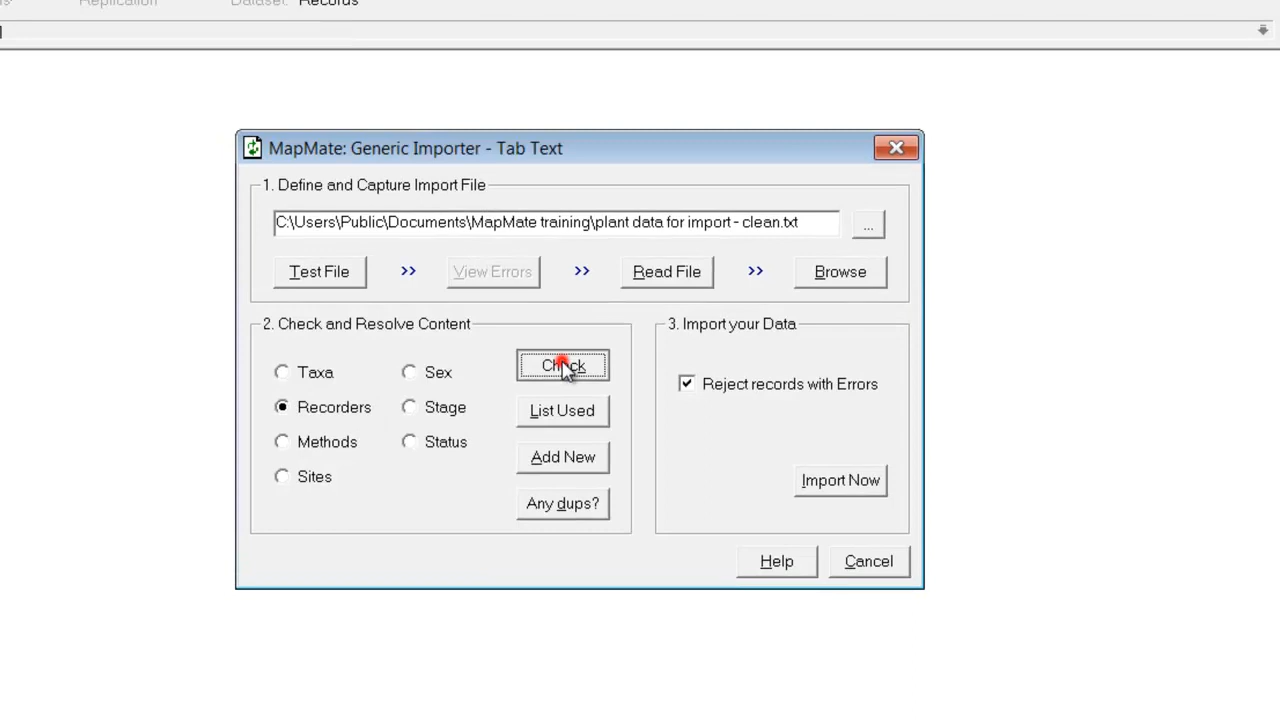 Replication Dataset: Records
MapMate: Generic Importer - Tab Text
1. Define and Capture Import File
C:\Users\Public\Documents\MapMate training\plant data for import - clean.txt
...
Test File >> View Errors >> Read File >> Browse
2. Check and Resolve Content
Taxa Sex Check
Recorders Stage List Used
Methods Status Add New
Sites Any dups?
3. Import your Data
Reject records with Errors
Import Now
Help Cancel